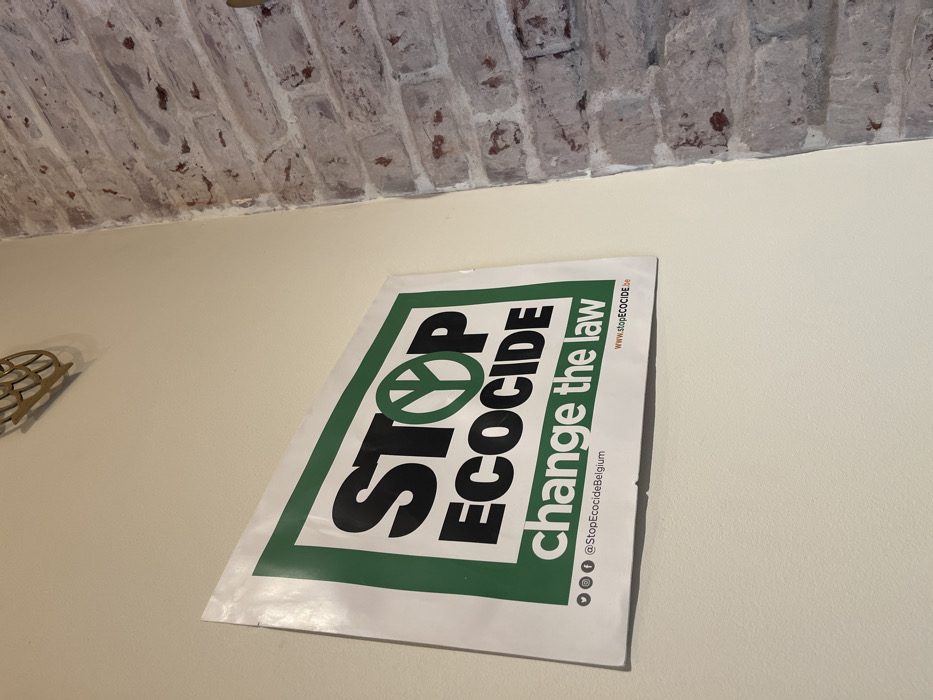 STOP
ECOCIDE
change the law
@StopEcocideBelgium
www.stopECOCIDE.be